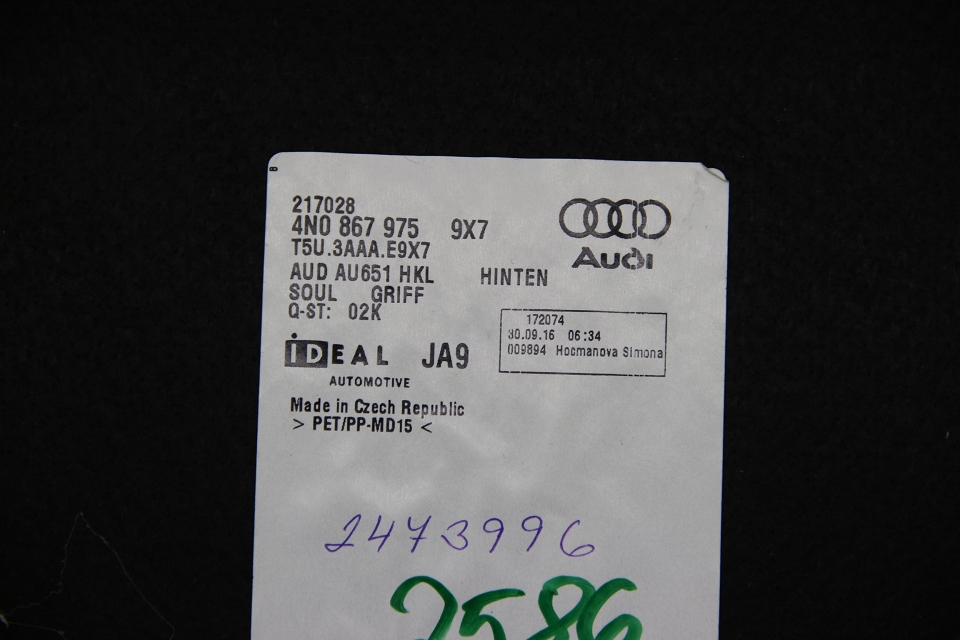 217028
4N0 867 975 9X7
T5U.3AAA.E9X7
AUD AU651 HKL HINTEN
SOUL GRIFF
Q-ST: 02K
Audi
172074
30.09.16 06:34
009894 Hocmanova Simona
iDEAL JA9
AUTOMOTIVE
Made in Czech Republic
> PET/PP-MD15 <
2473996
2586